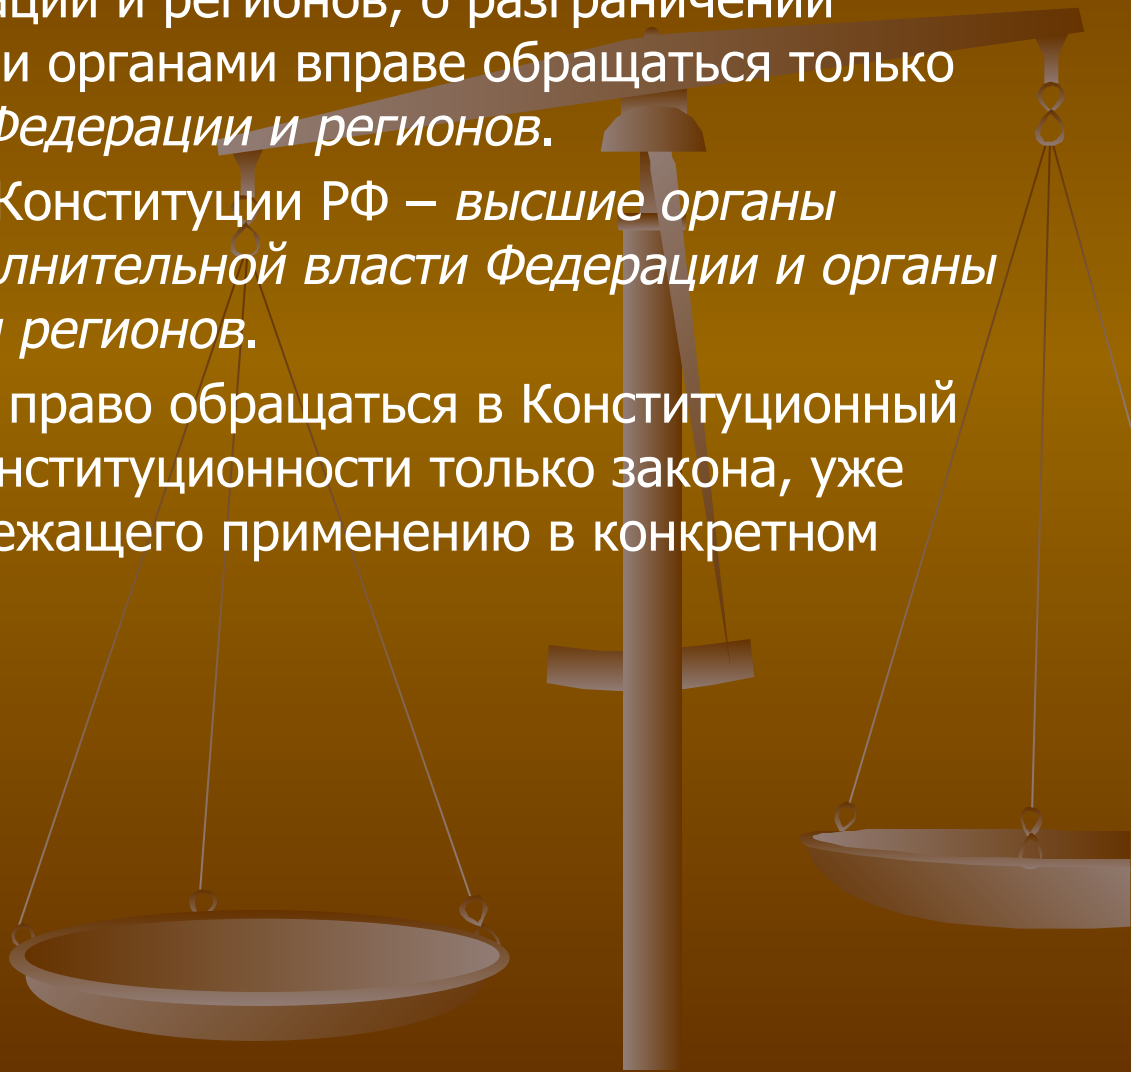 ации и регионов, о разграничении
и органами вправе обращаться только
Федерации и регионов.
Конституции РФ – высшие органы
лнительной власти Федерации и органы
регионов.
право обращаться в Конституционный
нституционности только закона, уже
ежащего применению в конкретном